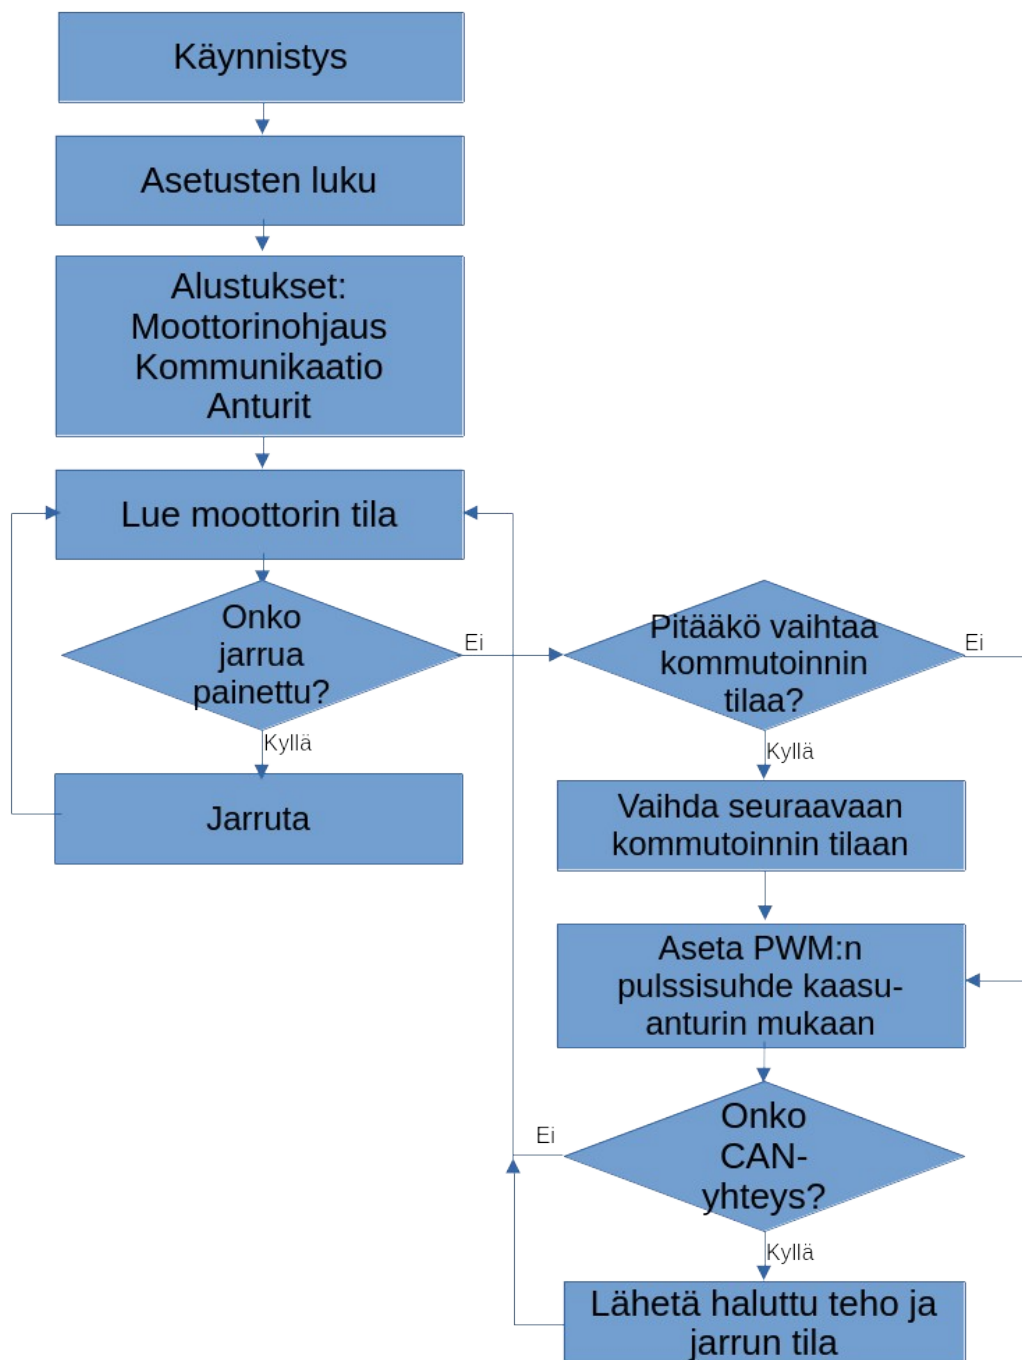 Käynnistys
Asetusten luku
Alustukset:
Moottorinohjaus
Kommunikaatio
Anturit
Lue moottorin tila
Onko
jarrua
painettu?
Ei
Kyllä
Jarruta
Pitääkö vaihtaa
kommutoinnin
tilaa?
Ei
Kyllä
Vaihda seuraavaan
kommutoinnin tilaan
Aseta PWM:n
pulssisuhde kaasu-
anturin mukaan
Onko
CAN-
yhteys?
Ei
Kyllä
Lähetä haluttu teho ja
jarrun tila